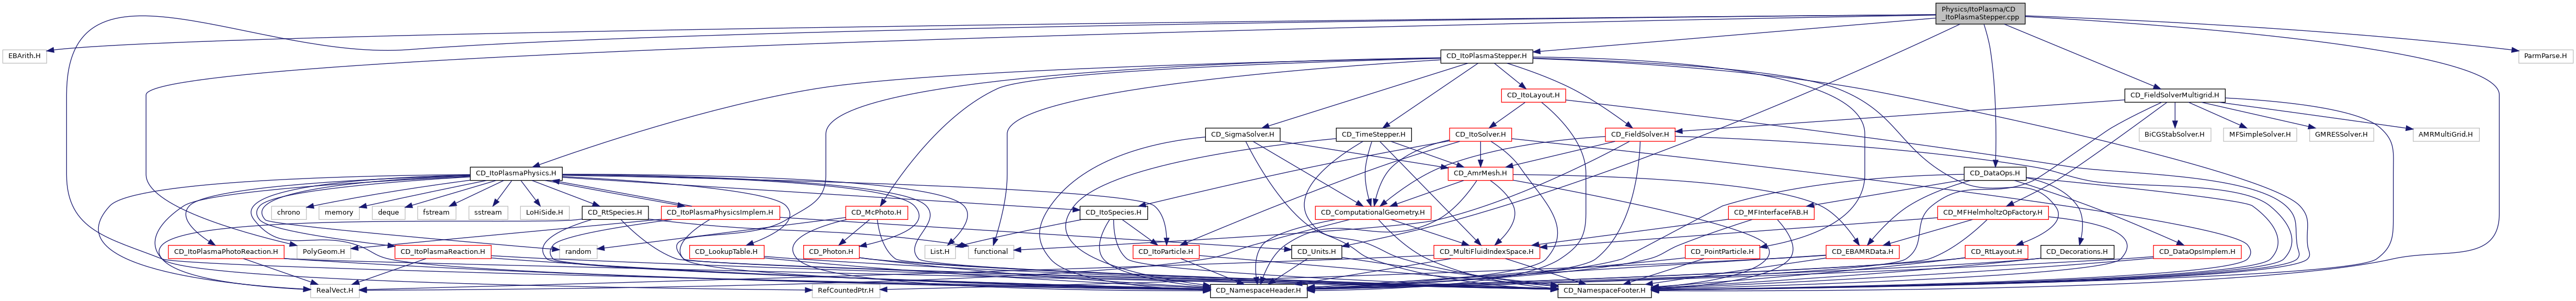 Physics/ItoPlasma/CD
_ItoPlasmaStepper.cpp
EBArith.H
CD_ItoPlasmaStepper.H
ParmParse.H
CD_ItoLayout.H
CD_FieldSolverMultigrid.H
CD_SigmaSolver.H
CD_TimeStepper.H
CD_ItoSolver.H
CD_FieldSolver.H
BiCGStabSolver.H
MFSimpleSolver.H
GMRESSolver.H
AMRMultiGrid.H
CD_ItoPlasmaPhysics.H
CD_AmrMesh.H
CD_DataOps.H
chrono
memory
deque
fstream
sstream
LoHiSide.H
CD_RtSpecies.H
CD_ItoPlasmaPhysicsImplem.H
CD_McPhoto.H
CD_ItoSpecies.H
CD_ComputationalGeometry.H
CD_MFInterfaceFAB.H
CD_MFHelmholtzOpFactory.H
CD_ItoPlasmaPhotoReaction.H
PolyGeom.H
CD_ItoPlasmaReaction.H
random
CD_LookupTable.H
CD_Photon.H
List.H
functional
CD_ItoParticle.H
CD_Units.H
CD_MultiFluidIndexSpace.H
CD_PointParticle.H
CD_EBAMRData.H
CD_RtLayout.H
CD_Decorations.H
CD_DataOpsImplem.H
RealVect.H
RefCountedPtr.H
CD_NamespaceHeader.H
CD_NamespaceFooter.H